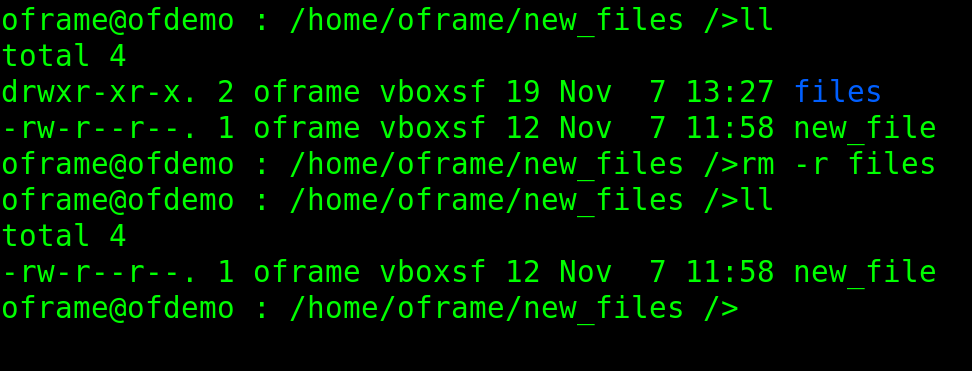 oframe@ofdemo : /home/oframe/new_files />ll
total 4
drwxr-xr-x. 2 oframe vboxsf 19 Nov  7 13:27 files
-rw-r--r--. 1 oframe vboxsf 12 Nov  7 11:58 new_file
oframe@ofdemo : /home/oframe/new_files />rm -r files
oframe@ofdemo : /home/oframe/new_files />ll
total 4
-rw-r--r--. 1 oframe vboxsf 12 Nov  7 11:58 new_file
oframe@ofdemo : /home/oframe/new_files />